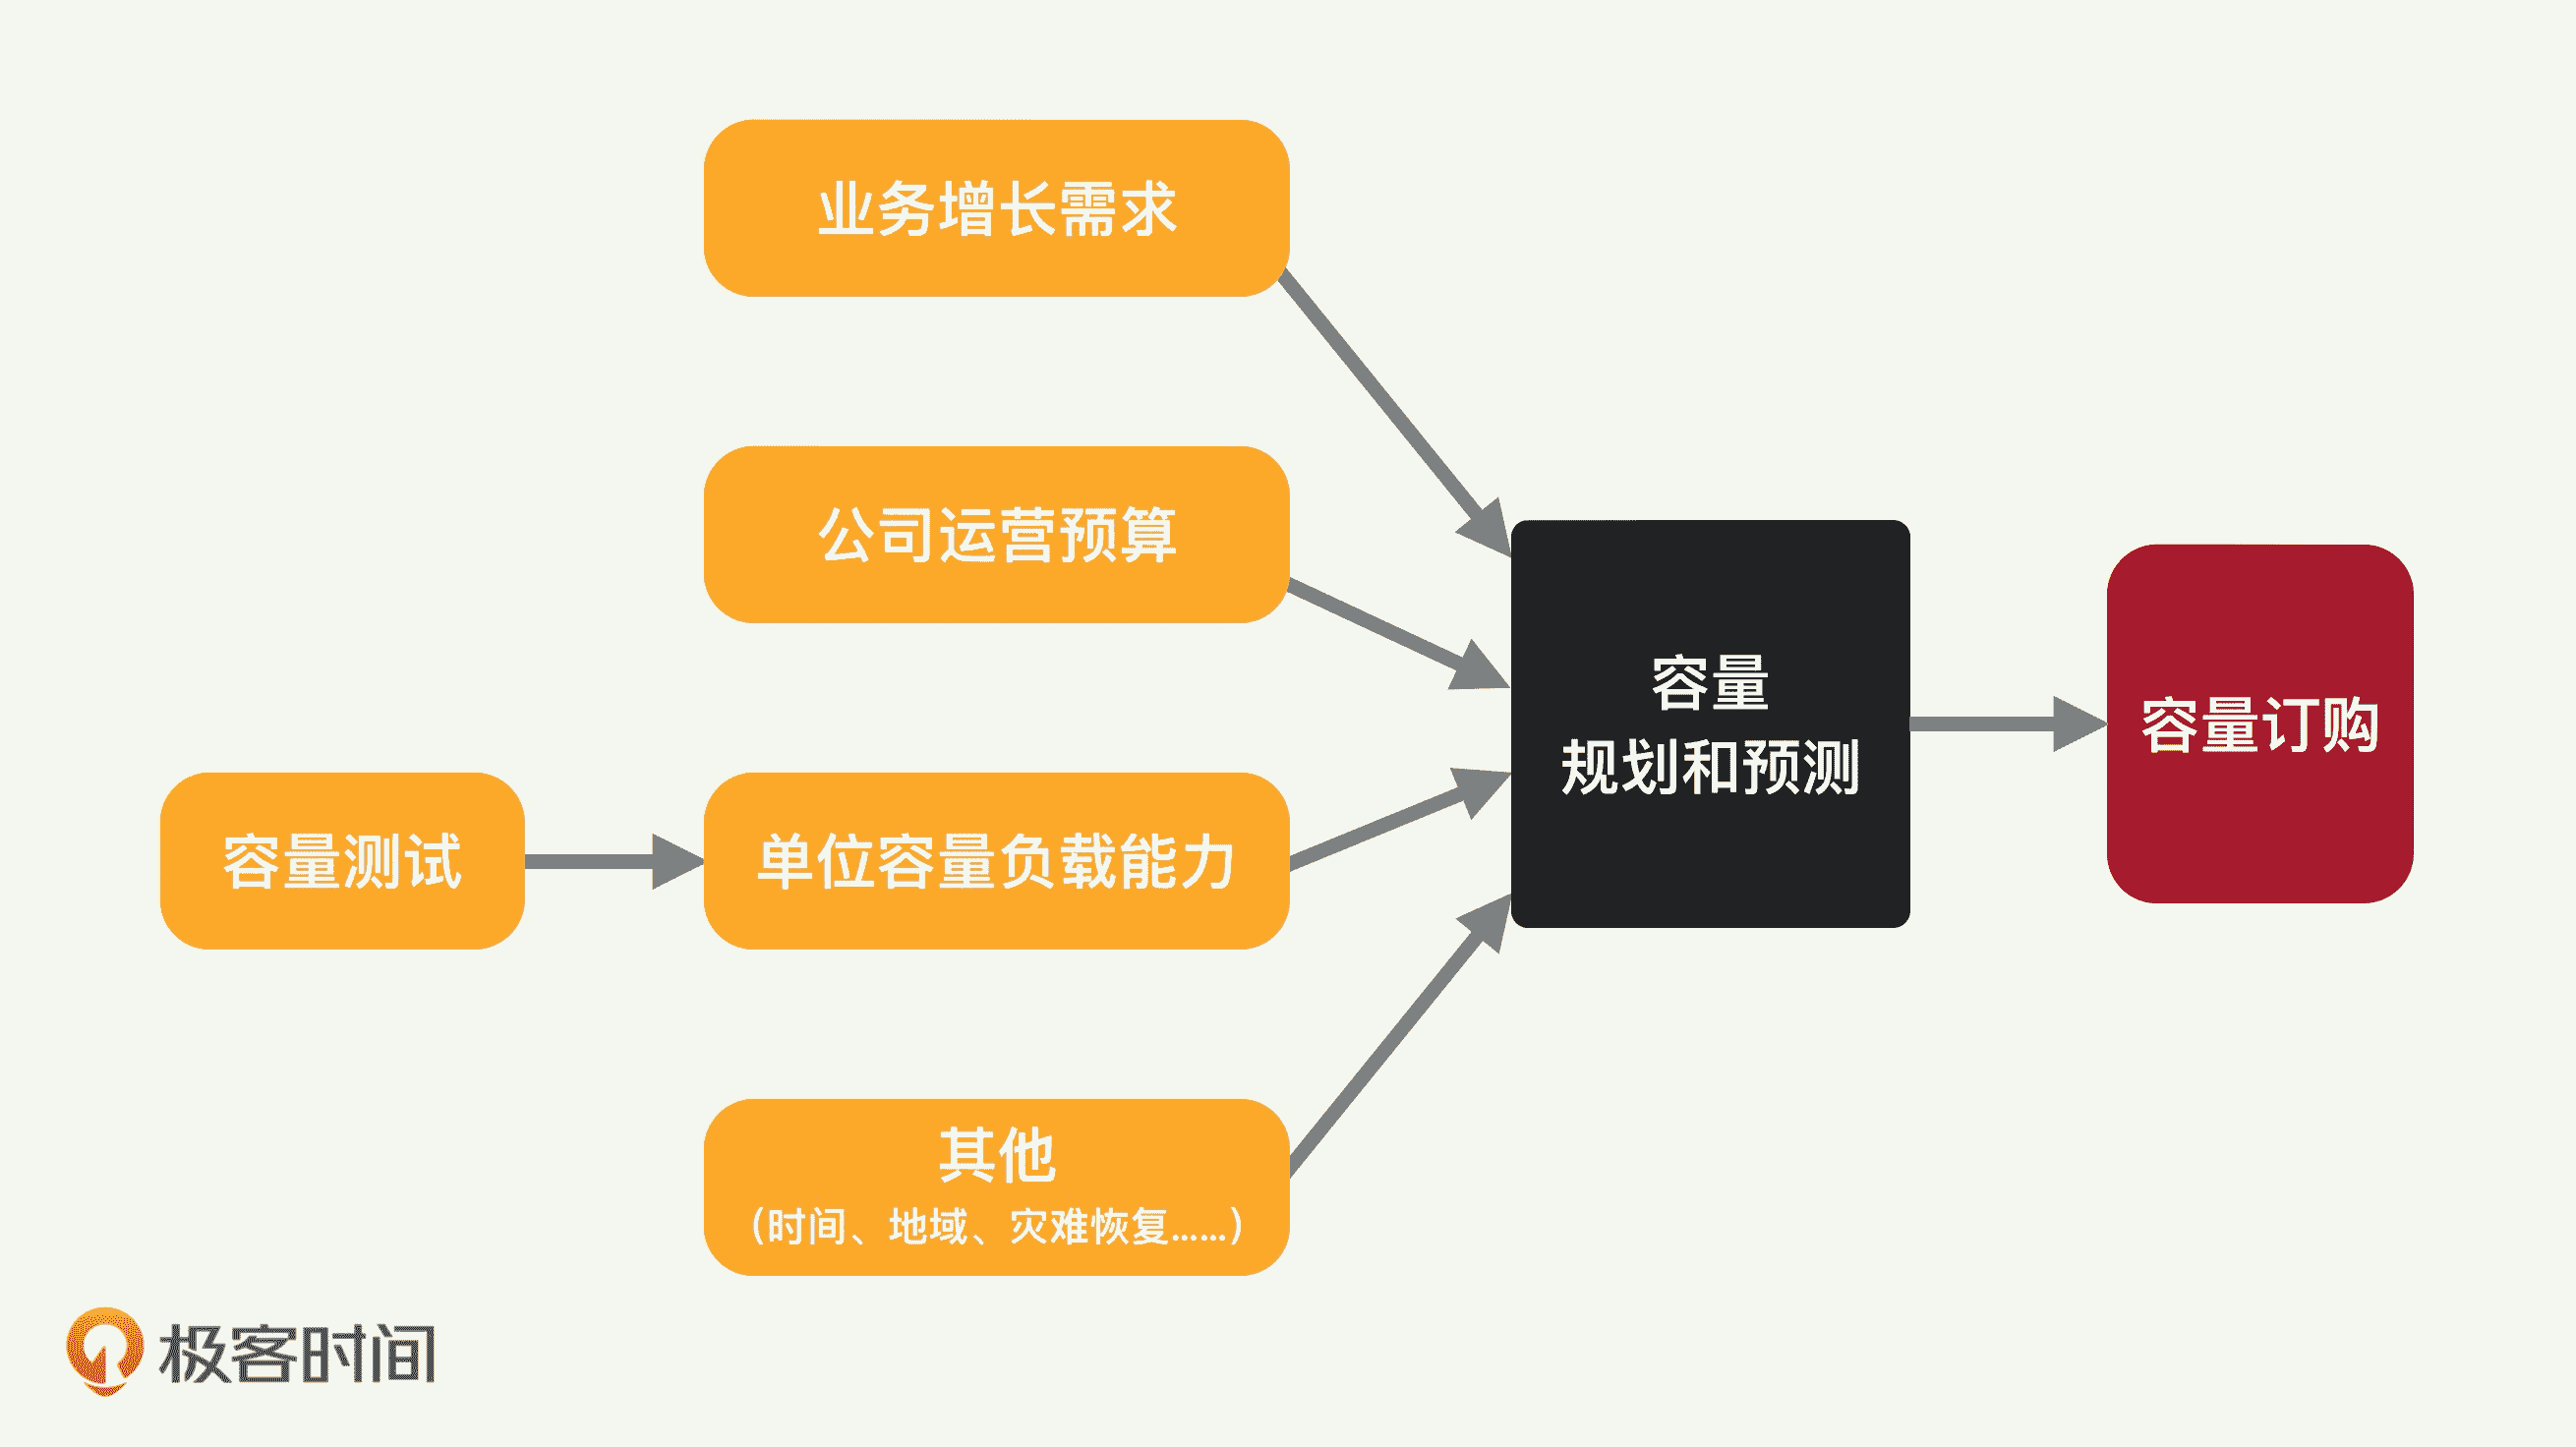 业务增长需求
公司运营预算
容量测试
单位容量负载能力
其他
（时间、地域、灾难恢复……）
容量
规划和预测
容量订购
极客时间